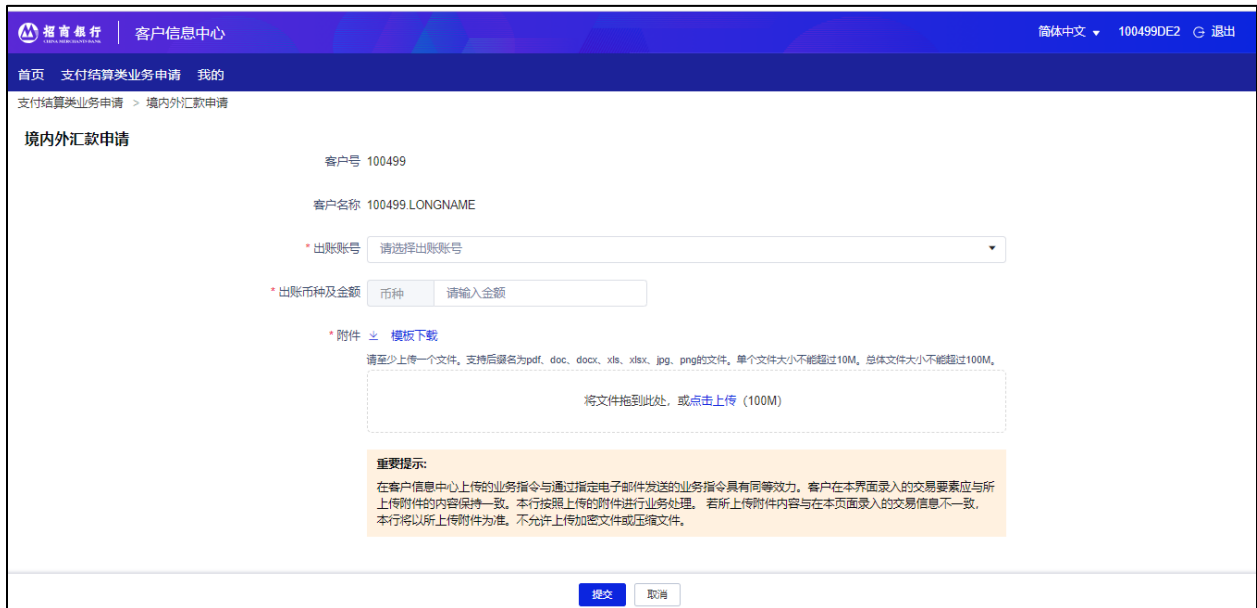 招商银行 客户信息中心 简体中文 100499DE2 退出
CHINA MERCHANTS BANK
首页 支付结算类业务申请 我的
支付结算类业务申请 > 境内外汇款申请
境内外汇款申请
客户号 100499
客户名称 100499.LONGNAME
* 出账账号 请选择出账账号
* 出账币种及金额 币种 请输入金额
* 附件 模板下载
请至少上传一个文件。支持后缀名为pdf、doc、docx、xls、xlsx、jpg、png的文件。单个文件大小不能超过10M。总体文件大小不能超过100M。
将文件拖到此处，或点击上传（100M）
重要提示:
在客户信息中心上传的业务指令与通过指定电子邮件发送的业务指令具有同等效力。客户在本界面录入的交易要素应与所
上传附件的内容保持一致。本行按照上传的附件进行业务处理。 若所上传附件内容与在本页面录入的交易信息不一致，
本行将以所上传附件为准。不允许上传加密文件或压缩文件。
提交 取消